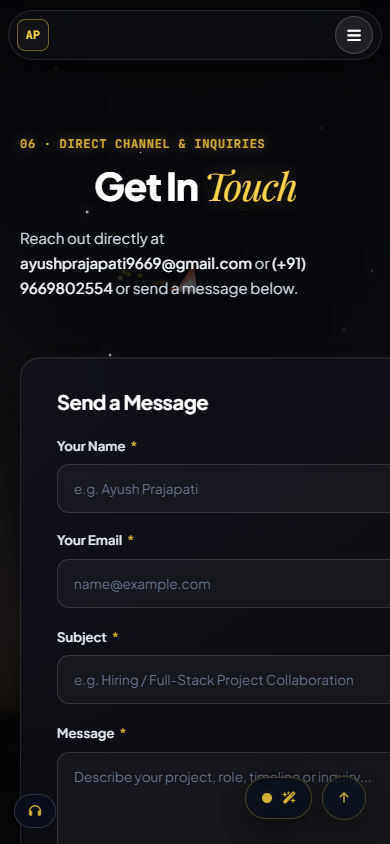 AP
06 · DIRECT CHANNEL & INQUIRIES
Get In Touch
Reach out directly at
ayushprajapati9669@gmail.com or (+91)
9669802554 or send a message below.
Send a Message
Your Name *
e.g. Ayush Prajapati
Your Email *
name@example.com
Subject *
e.g. Hiring / Full-Stack Project Collaboration
Message *
Describe your project, role, timeline or inquiry...